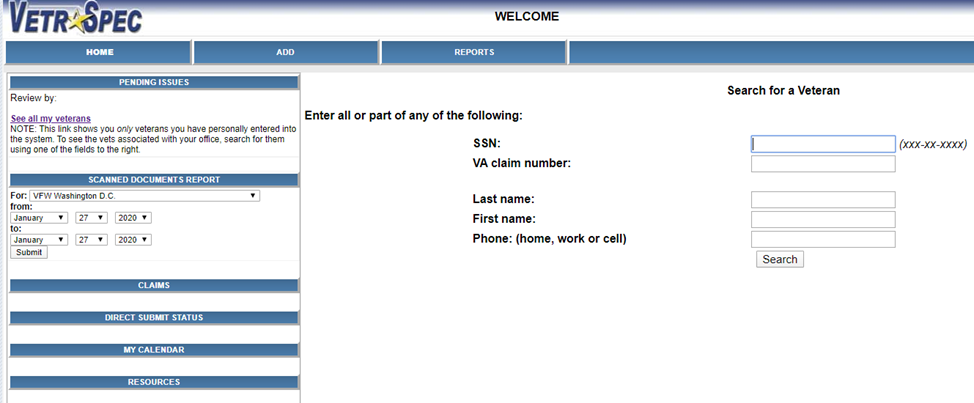 VETRASPEC
WELCOME
HOME
ADD
REPORTS
PENDING ISSUES
Review by:
See all my veterans
NOTE: This link shows you only veterans you have personally entered into
the system. To see the vets associated with your office, search for them
using one of the fields to the right.
SCANNED DOCUMENTS REPORT
For: VFW Washington D.C.
from:
January 27 2020
to:
January 27 2020
Submit
CLAIMS
DIRECT SUBMIT STATUS
MY CALENDAR
RESOURCES
Search for a Veteran
Enter all or part of any of the following:
SSN: (xxx-xx-xxxx)
VA claim number:
Last name:
First name:
Phone: (home, work or cell)
Search